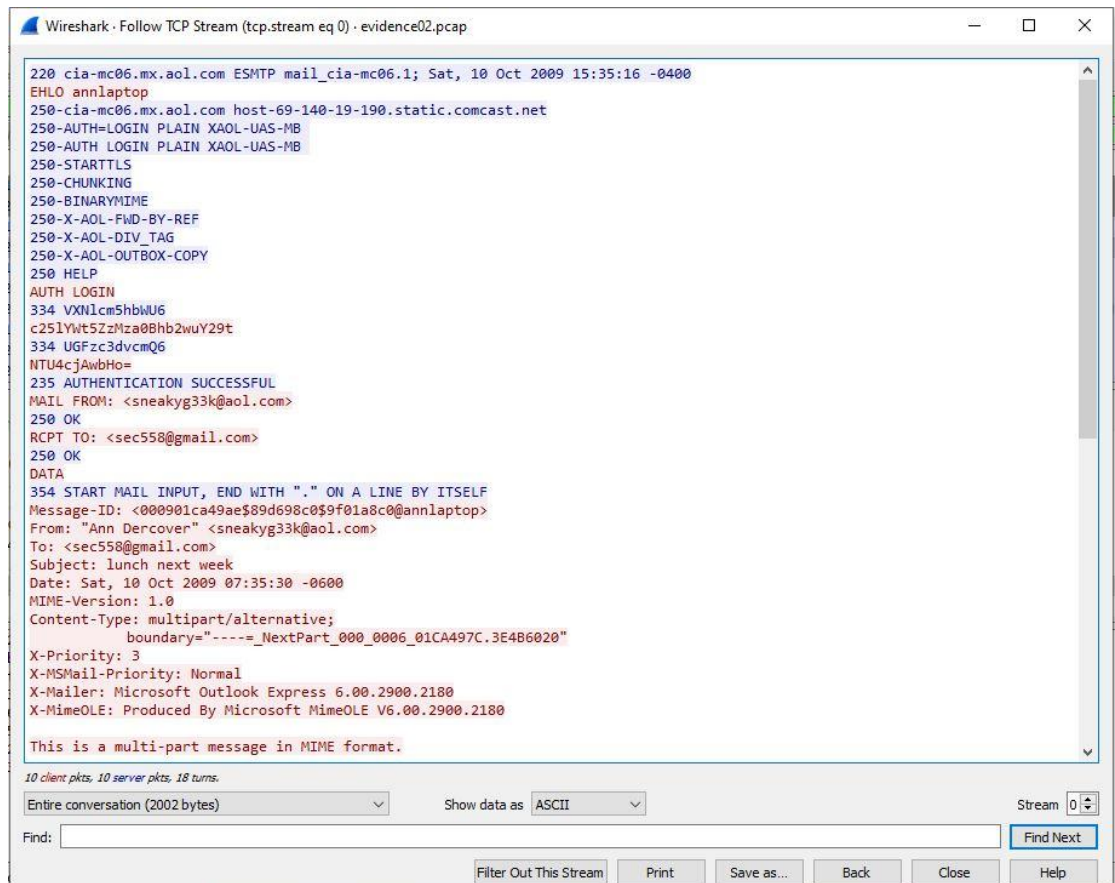 Wireshark · Follow TCP Stream (tcp.stream eq 0) · evidence02.pcap
220 cia-mc06.mx.aol.com ESMTP mail_cia-mc06.1; Sat, 10 Oct 2009 15:35:16 -0400
EHLO annlaptop
250-cia-mc06.mx.aol.com host-69-140-19-190.static.comcast.net
250-AUTH=LOGIN PLAIN XAOL-UAS-MB
250-AUTH LOGIN PLAIN XAOL-UAS-MB
250-STARTTLS
250-CHUNKING
250-BINARYMIME
250-X-AOL-FWD-BY-REF
250-X-AOL-DIV_TAG
250-X-AOL-OUTBOX-COPY
250 HELP
AUTH LOGIN
334 VXNlcm5hbWU6
c25lYWt5ZzMza0Bhb2wuY29t
334 UGFzc3dvcmQ6
NTU4cjAwbHo=
235 AUTHENTICATION SUCCESSFUL
MAIL FROM: <sneakyg33k@aol.com>
250 OK
RCPT TO: <sec558@gmail.com>
250 OK
DATA
354 START MAIL INPUT, END WITH "." ON A LINE BY ITSELF
Message-ID: <000901ca49ae$89d698c0$9f01a8c0@annlaptop>
From: "Ann Dercover" <sneakyg33k@aol.com>
To: <sec558@gmail.com>
Subject: lunch next week
Date: Sat, 10 Oct 2009 07:35:30 -0600
MIME-Version: 1.0
Content-Type: multipart/alternative;
boundary="----=_NextPart_000_0006_01CA497C.3E4B6020"
X-Priority: 3
X-MSMail-Priority: Normal
X-Mailer: Microsoft Outlook Express 6.00.2900.2180
X-MimeOLE: Produced By Microsoft MimeOLE V6.00.2900.2180
This is a multi-part message in MIME format.
10 client pkts, 10 server pkts, 18 turns.
Entire conversation (2002 bytes) Show data as ASCII Stream 0
Find: Find Next
Filter Out This Stream Print Save as... Back Close Help